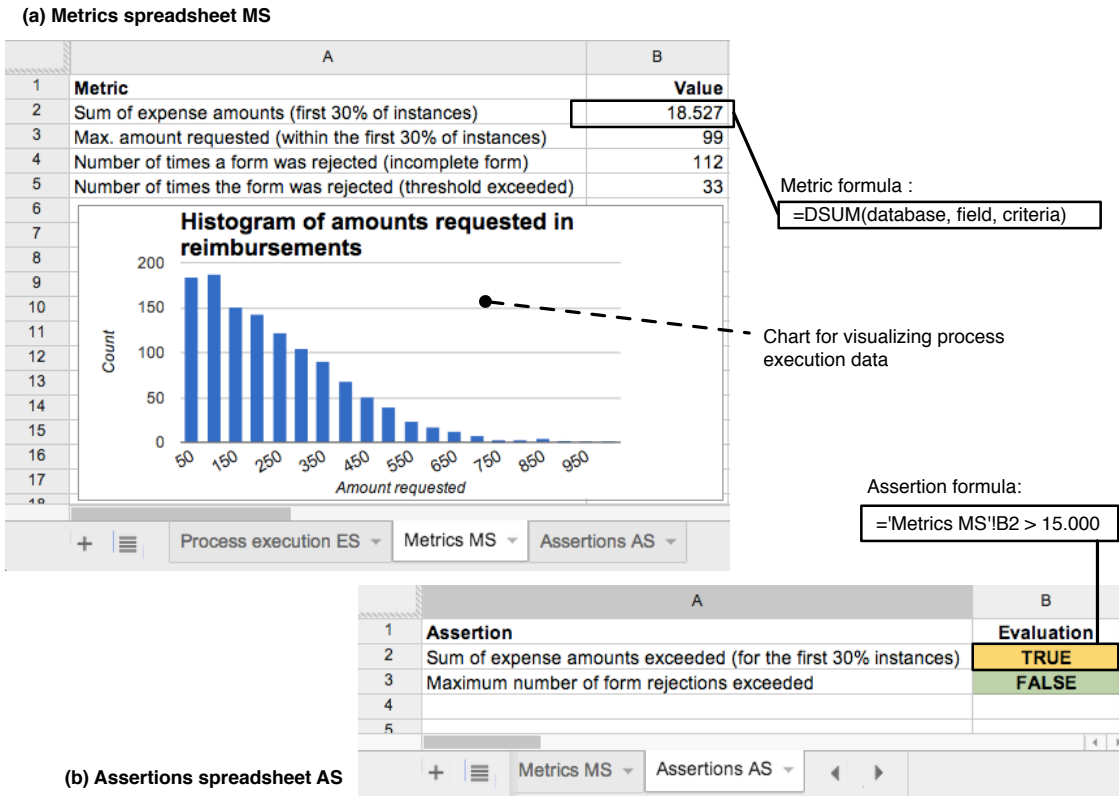 (a) Metrics spreadsheet MS
A B
1 Metric Value
2 Sum of expense amounts (first 30% of instances) 18.527
3 Max. amount requested (within the first 30% of instances) 99
4 Number of times a form was rejected (incomplete form) 112
5 Number of times the form was rejected (threshold exceeded) 33
6
7
8
9
10
11
12
13
14
15
16
17
18
Histogram of amounts requested in
reimbursements
200
150
100
50
0
Count
50 150 250 350 450 550 650 750 850 950
Amount requested
+ Process execution ES Metrics MS Assertions AS
Metric formula :
=DSUM(database, field, criteria)
Chart for visualizing process
execution data
Assertion formula:
='Metrics MS'!B2 > 15.000
A B
1 Assertion Evaluation
2 Sum of expense amounts exceeded (for the first 30% instances) TRUE
3 Maximum number of form rejections exceeded FALSE
4
5
+ Metrics MS Assertions AS
(b) Assertions spreadsheet AS